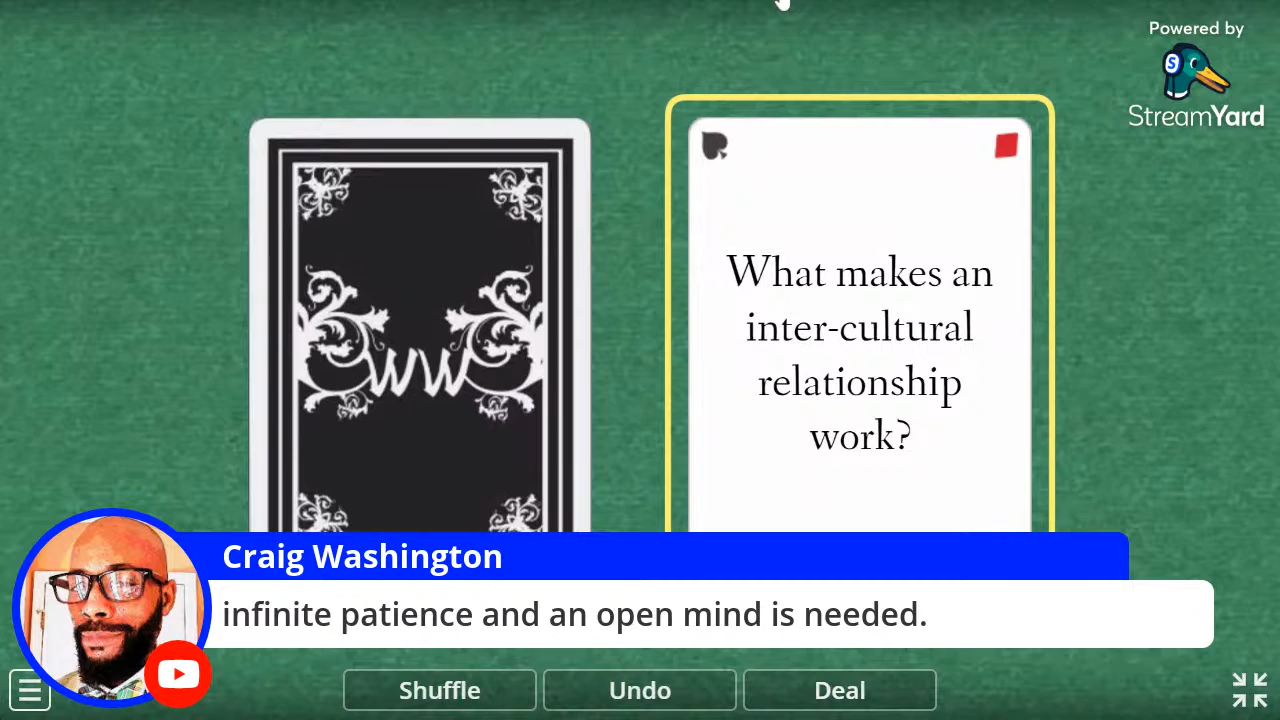 Powered by
S
StreamYard
What makes an
inter-cultural
relationship
work?
WW
Craig Washington
infinite patience and an open mind is needed.
Shuffle
Undo
Deal